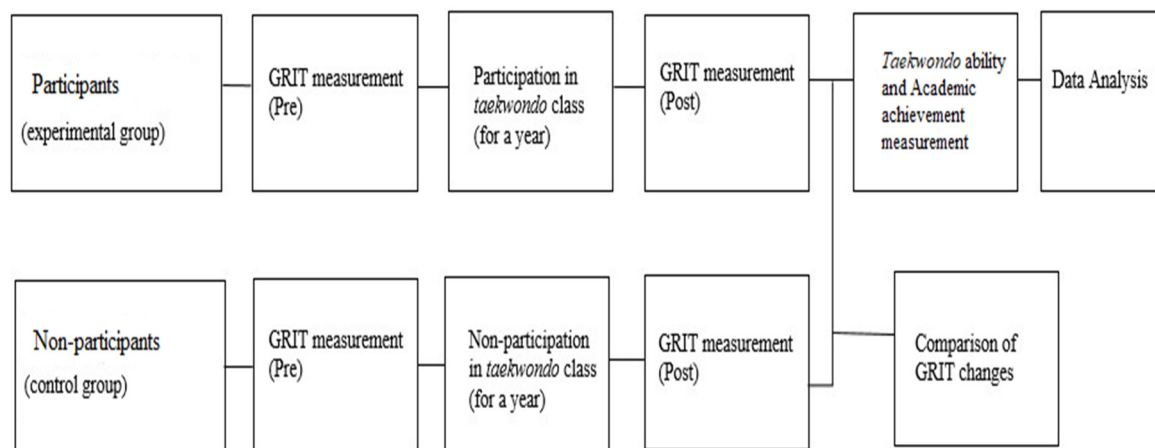 Participants
(experimental group)
GRIT measurement
(Pre)
Participation in
taekwondo class
(for a year)
GRIT measurement
(Post)
Taekwondo ability
and Academic
achievement
measurement
Data Analysis
Non-participants
(control group)
GRIT measurement
(Pre)
Non-participation
in taekwondo class
(for a year)
GRIT measurement
(Post)
Comparison of
GRIT changes